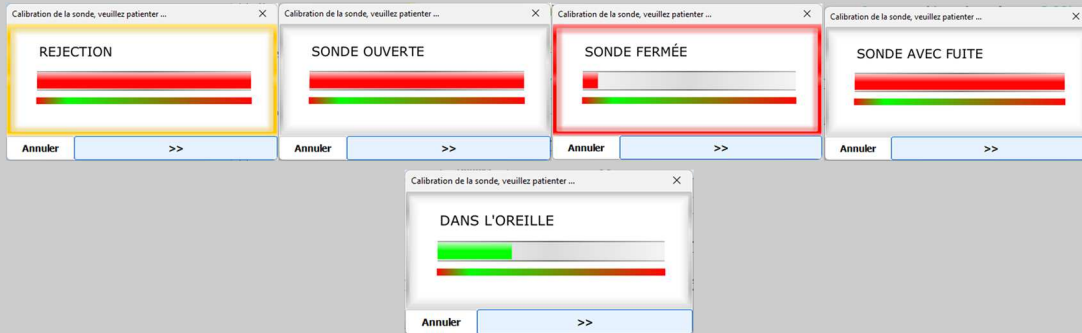 Calibration de la sonde, veuillez patienter ...
REJECTION
Annuler
>>
Calibration de la sonde, veuillez patienter ...
SONDE OUVERTE
Annuler
>>
Calibration de la sonde, veuillez patienter ...
SONDE FERMÉE
Annuler
>>
Calibration de la sonde, veuillez patienter ...
SONDE AVEC FUITE
Annuler
>>
Calibration de la sonde, veuillez patienter ...
DANS L'OREILLE
Annuler
>>